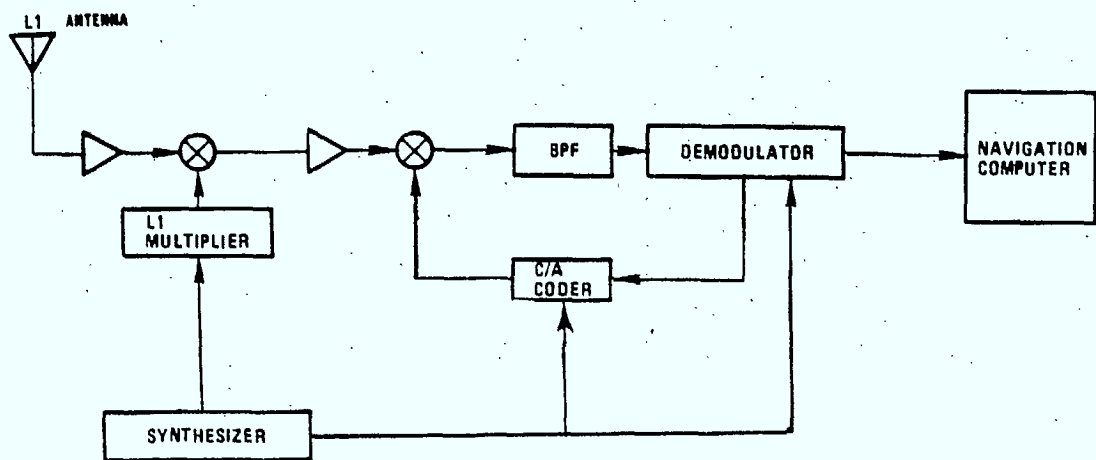 L1 ANTENNA
BPF
DEMODULATOR
NAVIGATION
COMPUTER
L1
MULTIPLIER
C/A
CODER
SYNTHESIZER